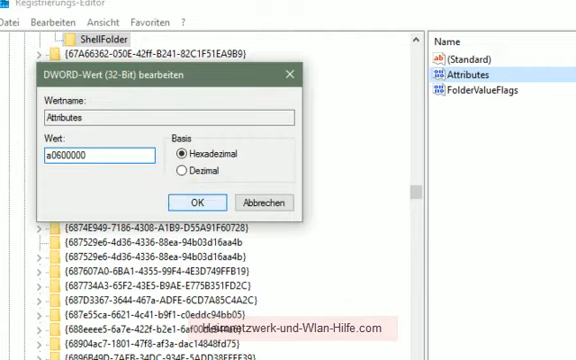 Registrierungs-Editor
Datei Bearbeiten Ansicht Favoriten ?
ShellFolder
{67A66362-050E-42ff-B241-82C1F51EA9B9}
DWORD-Wert (32-Bit) bearbeiten
Wertname:
Attributes
Wert:
a0600000
Basis
Hexadezimal
Dezimal
OK
Abbrechen
Name
(Standard)
Attributes
FolderValueFlags
{6874E949-7186-4308-A1B9-D55A91F60728}
{687529e6-4d36-4336-88ea-94b03d16aa4b
{687529e6-4d36-4336-88ea-94b03d16aa4b}
{687607A0-6BA1-4355-99F4-4E3D749FFB19}
{687734A3-65F2-43E5-B9AE-E775B351FD2C}
{687D3367-3644-467a-ADFE-6CD7A85C4A2C}
{687e55ca-6621-4c41-b9f1-c0eddc94bb05}
Heimnetzwerk-und-Wlan-Hilfe.com
{68904ac7-1801-47df-af3a-dac14848fd75}